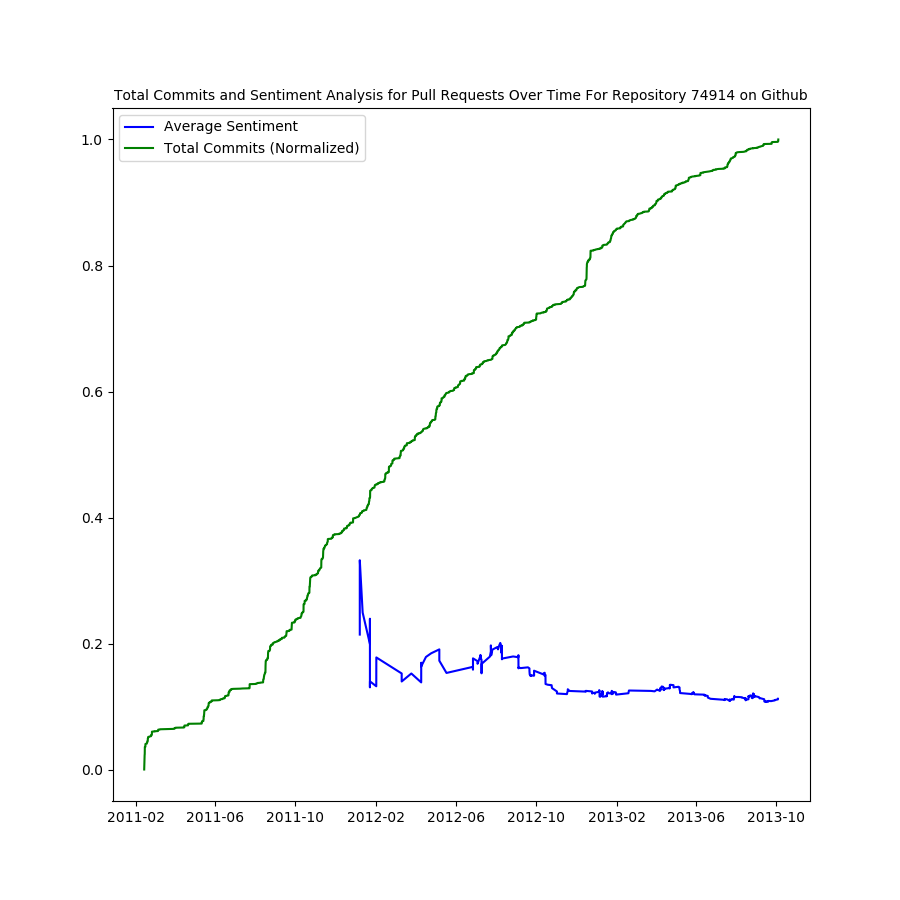 Total Commits and Sentiment Analysis for Pull Requests Over Time For Repository 74914 on Github
Average Sentiment
Total Commits (Normalized)
1.0
0.8
0.6
0.4
0.2
0.0
2011-02 2011-06 2011-10 2012-02 2012-06 2012-10 2013-02 2013-06 2013-10